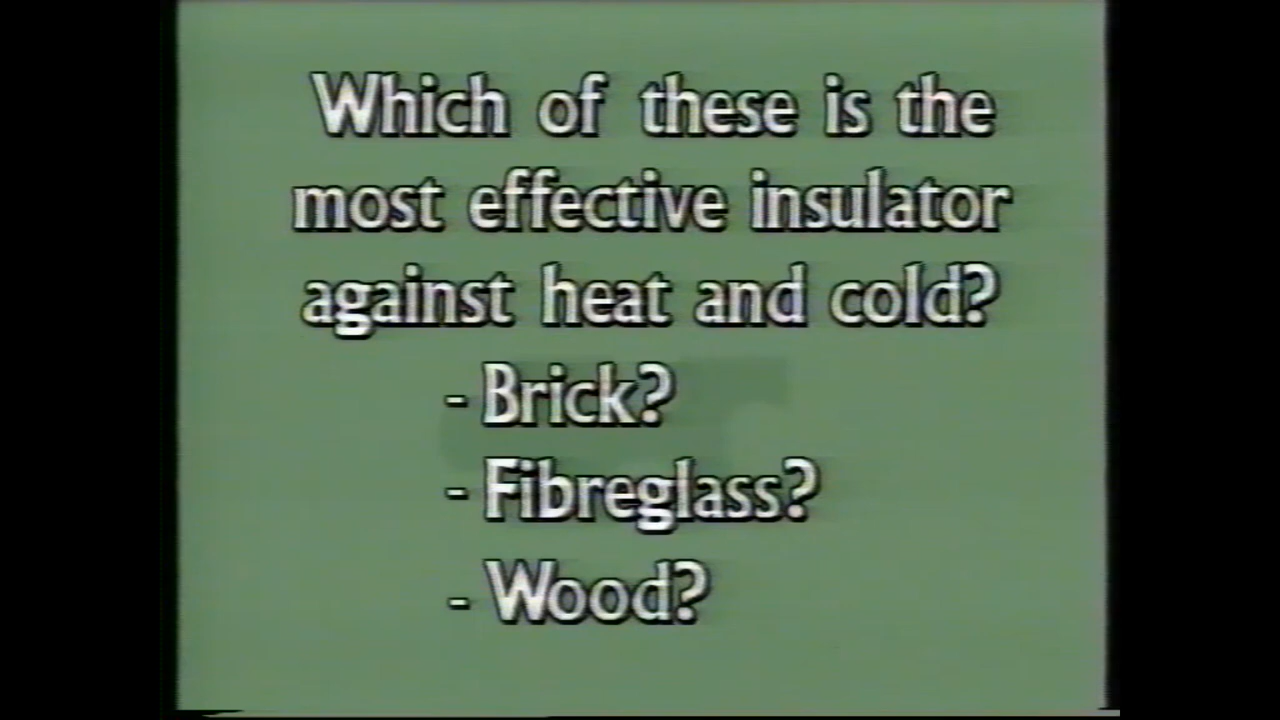 Which of these is the
most effective insulator
against heat and cold?
- Brick?
- Fibreglass?
- Wood?